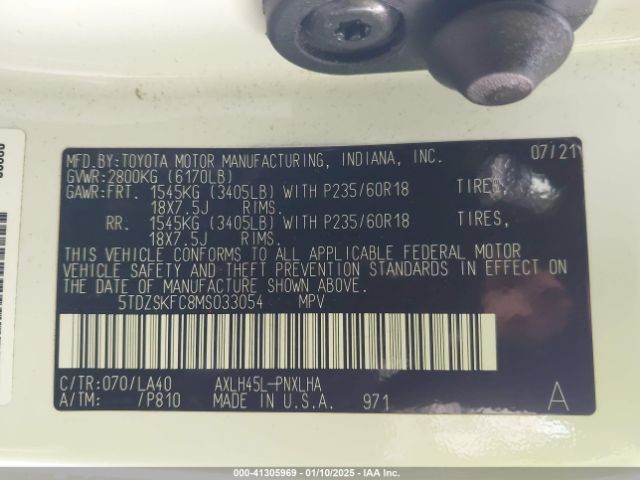 MFD.BY:TOYOTA MOTOR MANUFACTURING, INDIANA, INC. 07/21
GVWR:2800KG (6170LB)
GAWR:FRT. 1545KG (3405LB) WITH P235/60R18 TIRES,
18X7.5J RIMS.
RR. 1545KG (3405LB) WITH P235/60R18 TIRES,
18X7.5J RIMS.
THIS VEHICLE CONFORMS TO ALL APPLICABLE FEDERAL MOTOR
VEHICLE SAFETY AND THEFT PREVENTION STANDARDS IN EFFECT ON
THE DATE OF MANUFACTURE SHOWN ABOVE.
5TDZSKFC8MS033054 MPV
C/TR:070/LA40 AXLH45L-PNXLHA
A/TM: /P810 MADE IN U.S.A. 971 A
000-41305969 — 01/10/2025 — IAA Inc.